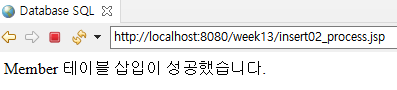 Database SQL
http://localhost:8080/week13/insert02_process.jsp
Member 테이블 삽입이 성공했습니다.